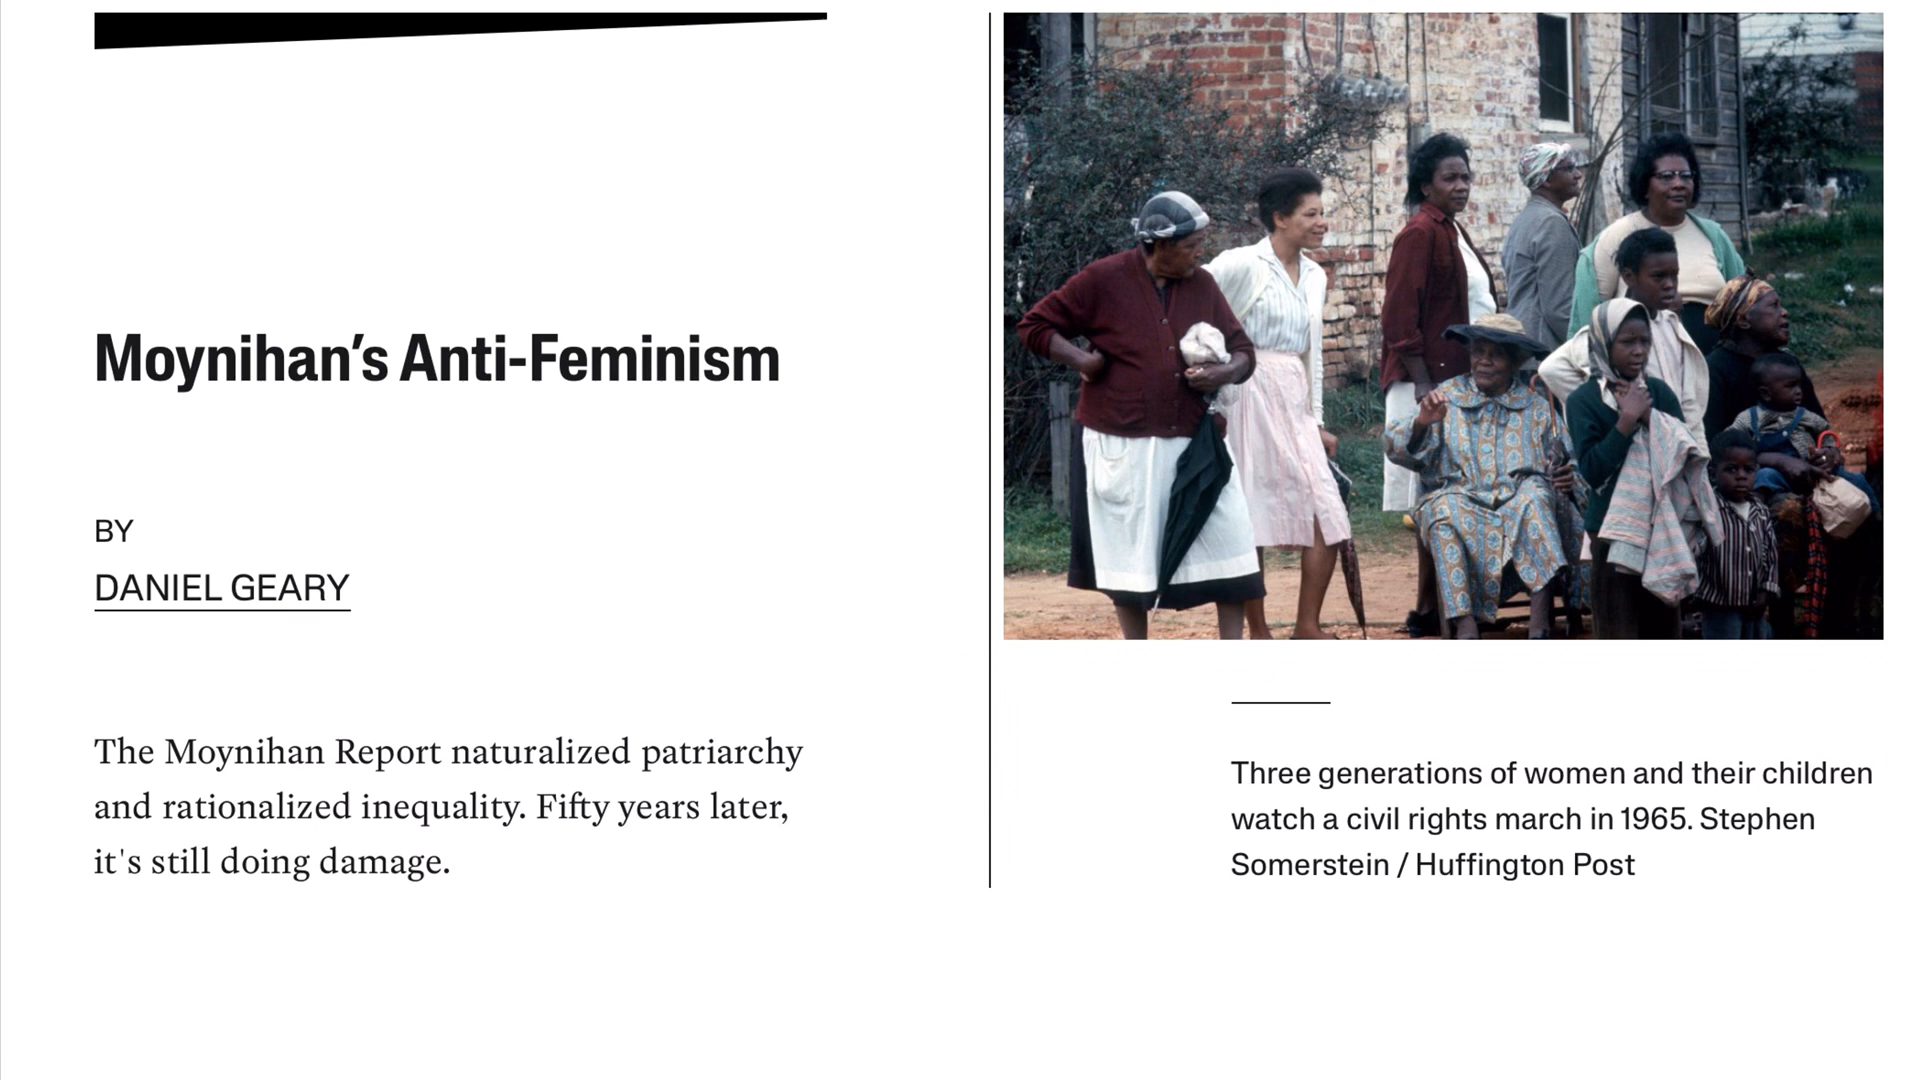 Moynihan’s Anti-Feminism
BY
DANIEL GEARY
The Moynihan Report naturalized patriarchy
and rationalized inequality. Fifty years later,
it's still doing damage.
Three generations of women and their children
watch a civil rights march in 1965. Stephen
Somerstein / Huffington Post